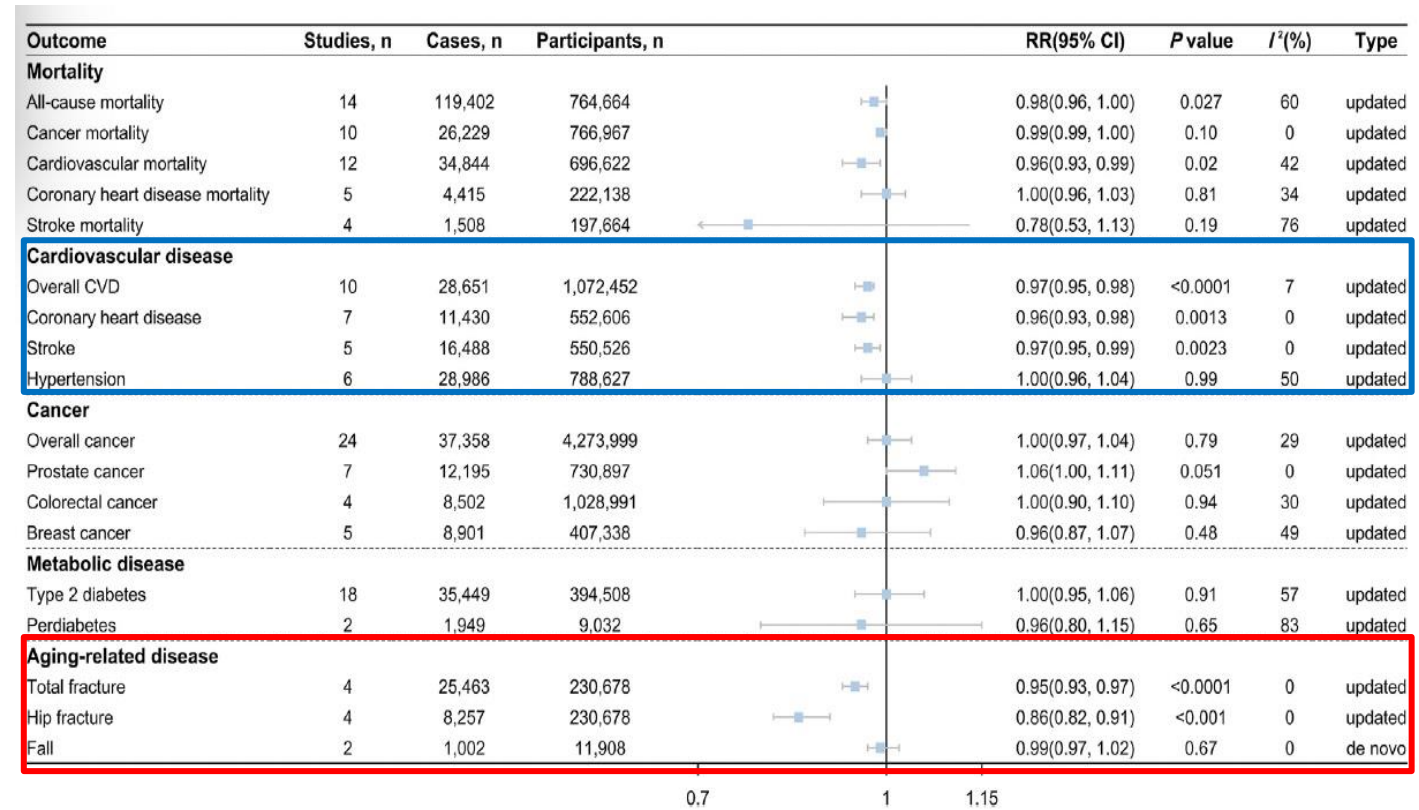 Outcome Studies, n Cases, n Participants, n RR(95% CI) P value I²(%) Type
Mortality
All-cause mortality 14 119,402 764,664 0.98(0.96, 1.00) 0.027 60 updated
Cancer mortality 10 26,229 766,967 0.99(0.99, 1.00) 0.10 0 updated
Cardiovascular mortality 12 34,844 696,622 0.96(0.93, 0.99) 0.02 42 updated
Coronary heart disease mortality 5 4,415 222,138 1.00(0.96, 1.03) 0.81 34 updated
Stroke mortality 4 1,508 197,664 0.78(0.53, 1.13) 0.19 76 updated
Cardiovascular disease
Overall CVD 10 28,651 1,072,452 0.97(0.95, 0.98) <0.0001 7 updated
Coronary heart disease 7 11,430 552,606 0.96(0.93, 0.98) 0.0013 0 updated
Stroke 5 16,488 550,526 0.97(0.95, 0.99) 0.0023 0 updated
Hypertension 6 28,986 788,627 1.00(0.96, 1.04) 0.99 50 updated
Cancer
Overall cancer 24 37,358 4,273,999 1.00(0.97, 1.04) 0.79 29 updated
Prostate cancer 7 12,195 730,897 1.06(1.00, 1.11) 0.051 0 updated
Colorectal cancer 4 8,502 1,028,991 1.00(0.90, 1.10) 0.94 30 updated
Breast cancer 5 8,901 407,338 0.96(0.87, 1.07) 0.48 49 updated
Metabolic disease
Type 2 diabetes 18 35,449 394,508 1.00(0.95, 1.06) 0.91 57 updated
Perdiabetes 2 1,949 9,032 0.96(0.80, 1.15) 0.65 83 updated
Aging-related disease
Total fracture 4 25,463 230,678 0.95(0.93, 0.97) <0.0001 0 updated
Hip fracture 4 8,257 230,678 0.86(0.82, 0.91) <0.001 0 updated
Fall 2 1,002 11,908 0.99(0.97, 1.02) 0.67 0 de novo
0.7 1 1.15